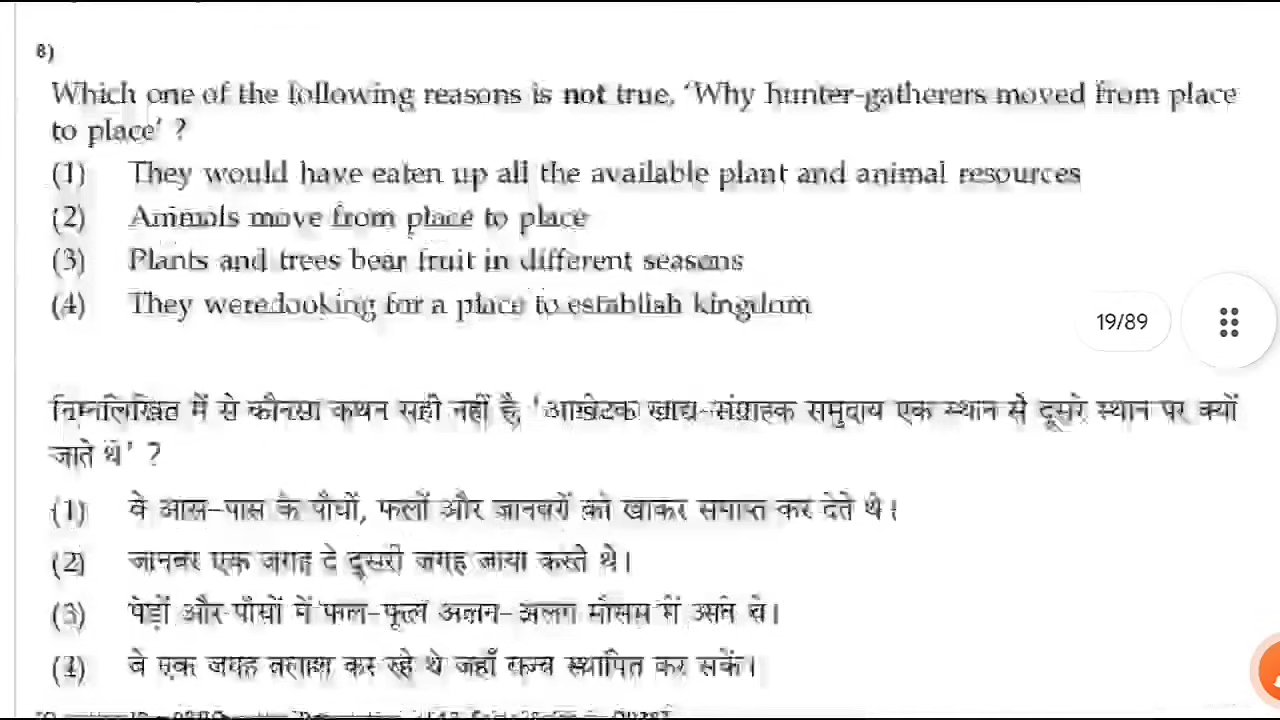 8)
Which one of the following reasons is not true, 'Why hunter-gatherers moved from place
to place' ?
(1) They would have eaten up all the available plant and animal resources
(2) Animals move from place to place
(3) Plants and trees bear fruit in different seasons
(4) They were looking for a place to establish kingdom
19/89
निम्नलिखित में से कौनसा कथन सही नहीं है, 'आखेटक खाद्य-संग्राहक समुदाय एक स्थान से दूसरे स्थान पर क्यों
जाते थे' ?
(1) वे आस-पास के पौधों, फलों और जानवरों को खाकर समाप्त कर देते थे।
(2) जानवर एक जगह से दूसरी जगह जाया करते थे।
(3) पेड़ों और पौधों में फल-फूल अलग-अलग मौसम में आते थे।
(4) वे एक जगह तलाश कर रहे थे जहाँ राज्य स्थापित कर सकें।